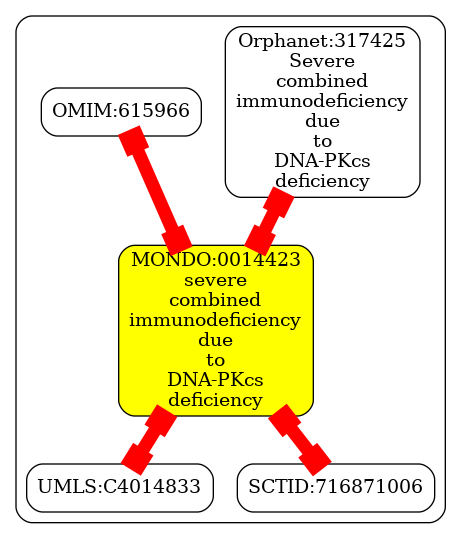 OMIM:615966
Orphanet:317425
Severe
combined
immunodeficiency
due
to
DNA-PKcs
deficiency
MONDO:0014423
severe
combined
immunodeficiency
due
to
DNA-PKcs
deficiency
UMLS:C4014833
SCTID:716871006